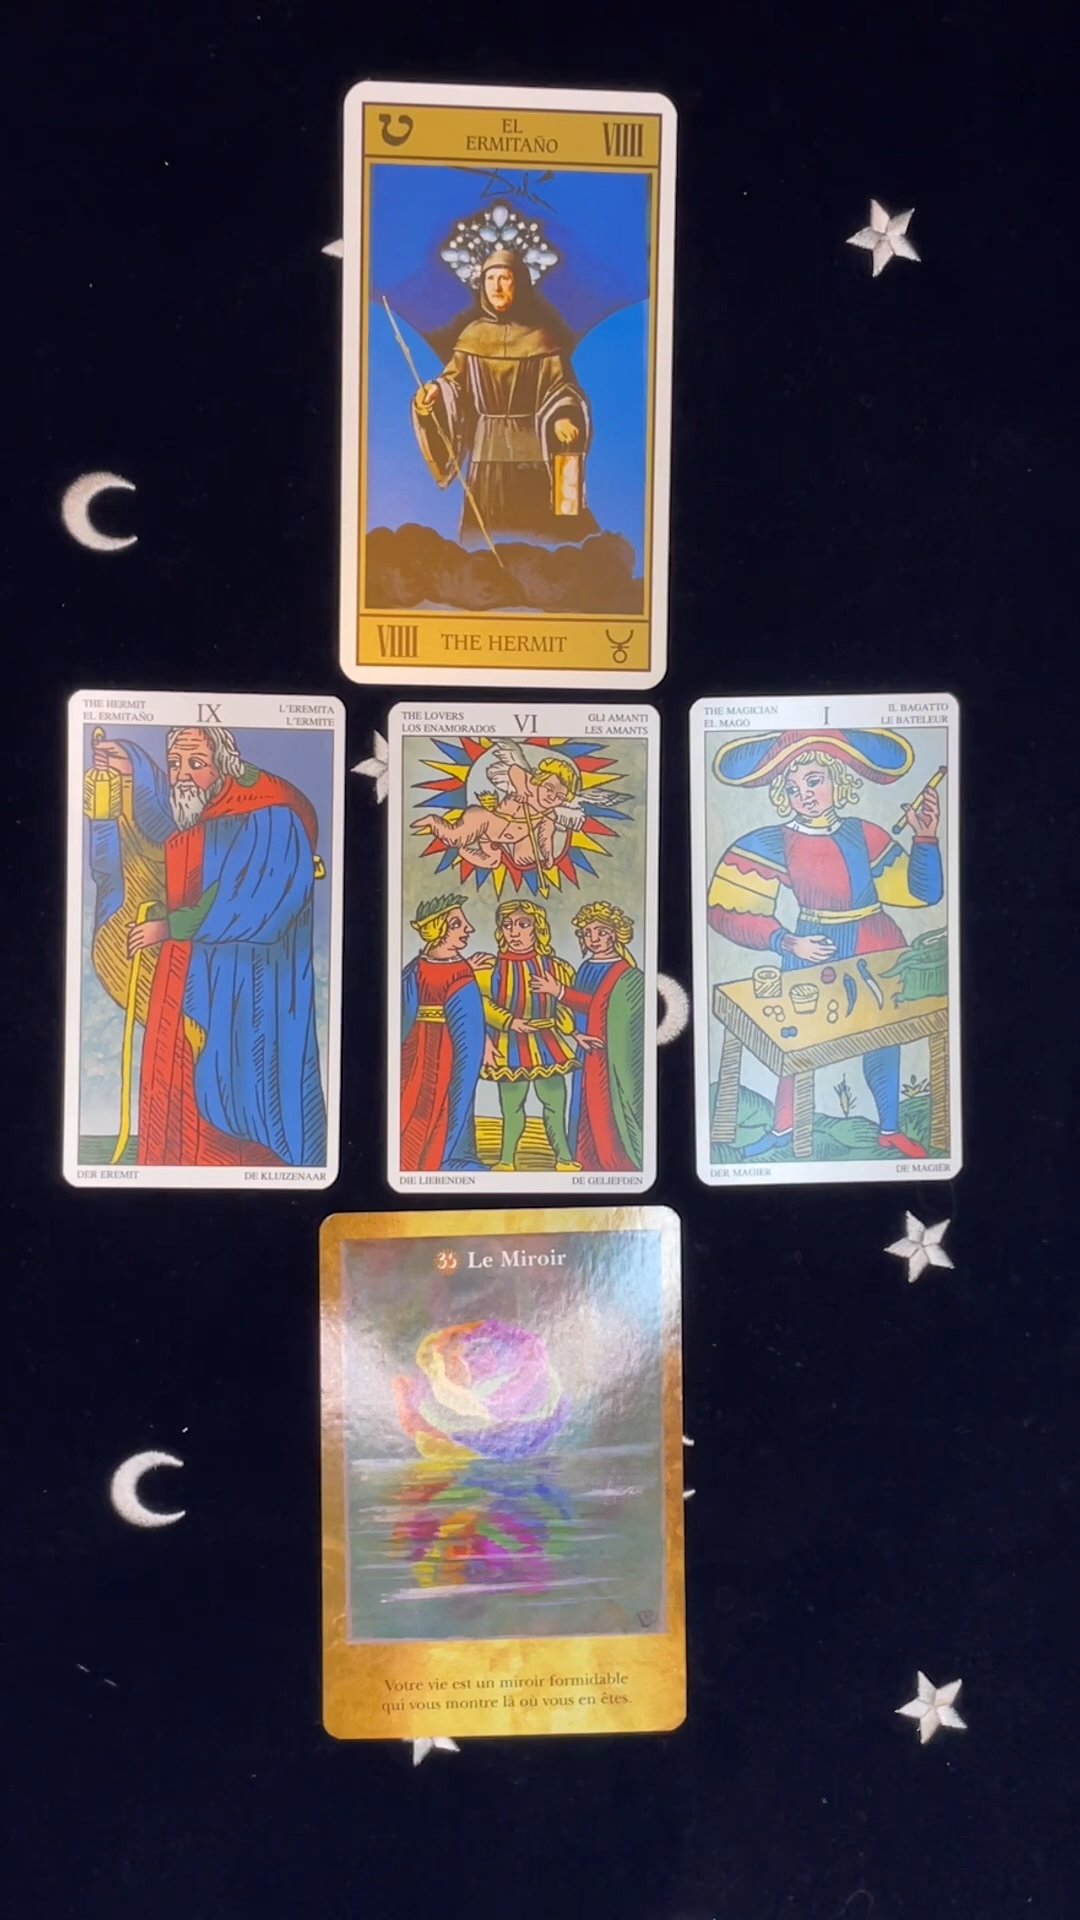 EL
ERMITAÑO
VIIII
Dalí
VIIII THE HERMIT
THE HERMIT
EL ERMITAÑO
IX
L'EREMITA
L'ERMITE
DER EREMIT
DE KLUIZENAAR
THE LOVERS
LOS ENAMORADOS
VI
GLI AMANTI
LES AMANTS
DIE LIEBENDEN
DE GELIEFDEN
THE MAGICIAN
EL MAGO
I
IL BAGATTO
LE BATELEUR
DER MAGIER
DE MAGIËR
35 Le Miroir
Votre vie est un miroir formidable
qui vous montre là où vous en êtes.